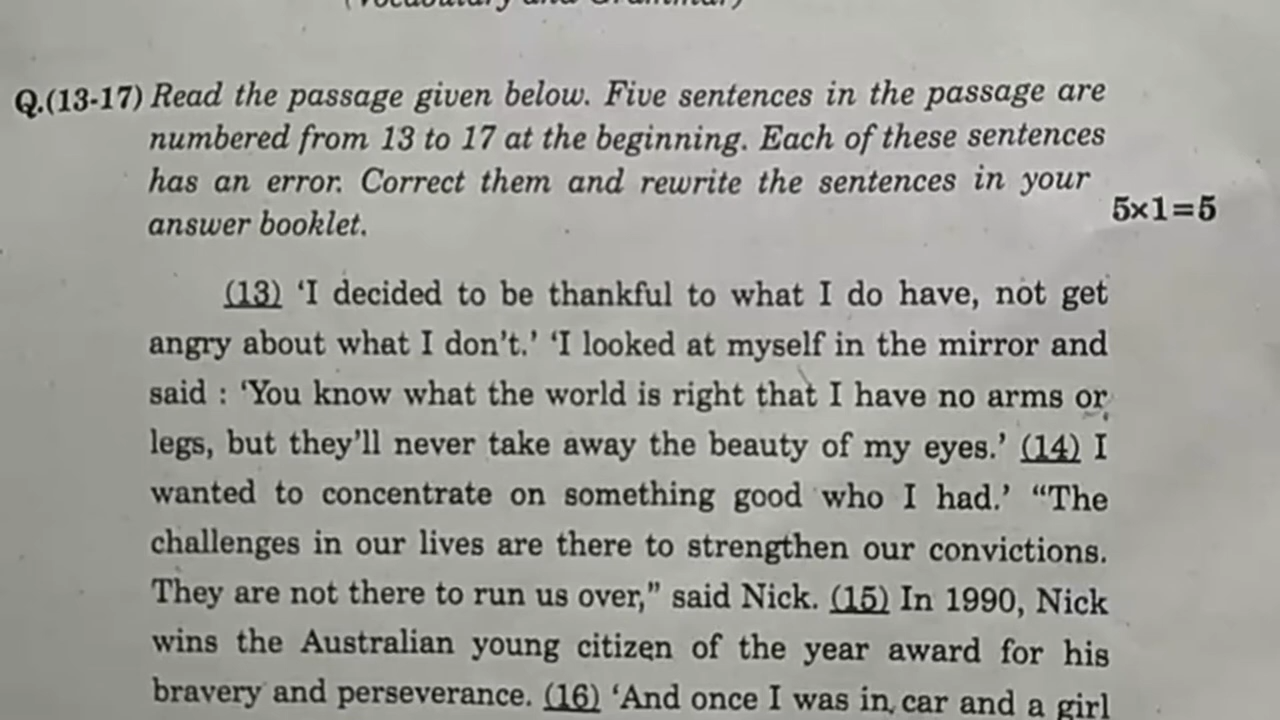 (Vocabulary and Grammar)
Q.(13-17) Read the passage given below. Five sentences in the passage are
numbered from 13 to 17 at the beginning. Each of these sentences
has an error. Correct them and rewrite the sentences in your
answer booklet.
5×1=5
(13) ‘I decided to be thankful to what I do have, not get
angry about what I don’t.’ ‘I looked at myself in the mirror and
said : ‘You know what the world is right that I have no arms or
legs, but they’ll never take away the beauty of my eyes.’ (14) I
wanted to concentrate on something good who I had.’ “The
challenges in our lives are there to strengthen our convictions.
They are not there to run us over,” said Nick. (15) In 1990, Nick
wins the Australian young citizen of the year award for his
bravery and perseverance. (16) ‘And once I was in car and a girl